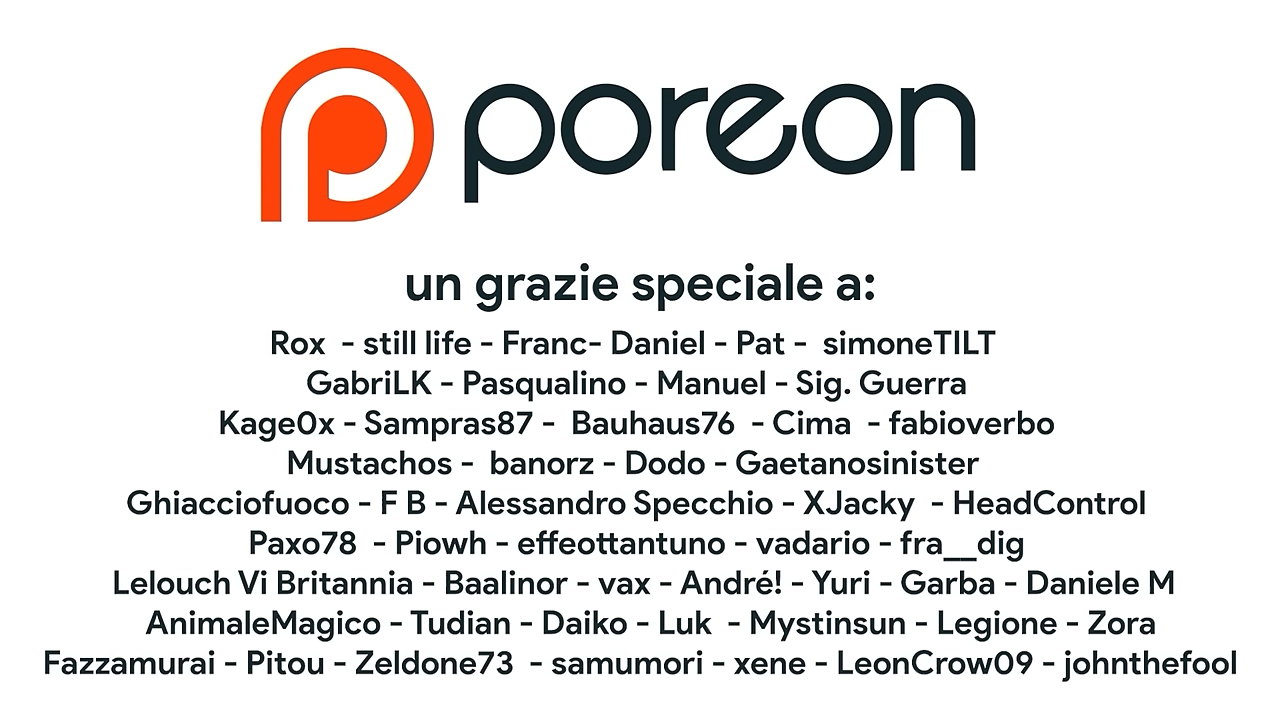 poreon
un grazie speciale a:
Rox - still life - Franc- Daniel - Pat - simoneTILT
GabriLK - Pasqualino - Manuel - Sig. Guerra
Kage0x - Sampras87 - Bauhaus76 - Cima - fabioverbo
Mustachos - banorz - Dodo - Gaetanosinister
Ghiacciofuoco - F B - Alessandro Specchio - XJacky - HeadControl
Paxo78 - Piowh - effeottantuno - vadario - fra__dig
Lelouch Vi Britannia - Baalinor - vax - André! - Yuri - Garba - Daniele M
AnimaleMagico - Tudian - Daiko - Luk - Mystinsun - Legione - Zora
Fazzamurai - Pitou - Zeldone73 - samumori - xene - LeonCrow09 - johnthefool